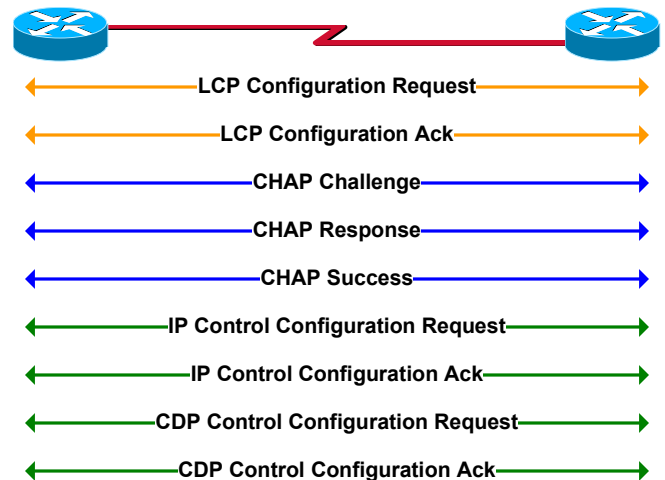 LCP Configuration Request
LCP Configuration Ack
CHAP Challenge
CHAP Response
CHAP Success
IP Control Configuration Request
IP Control Configuration Ack
CDP Control Configuration Request
CDP Control Configuration Ack